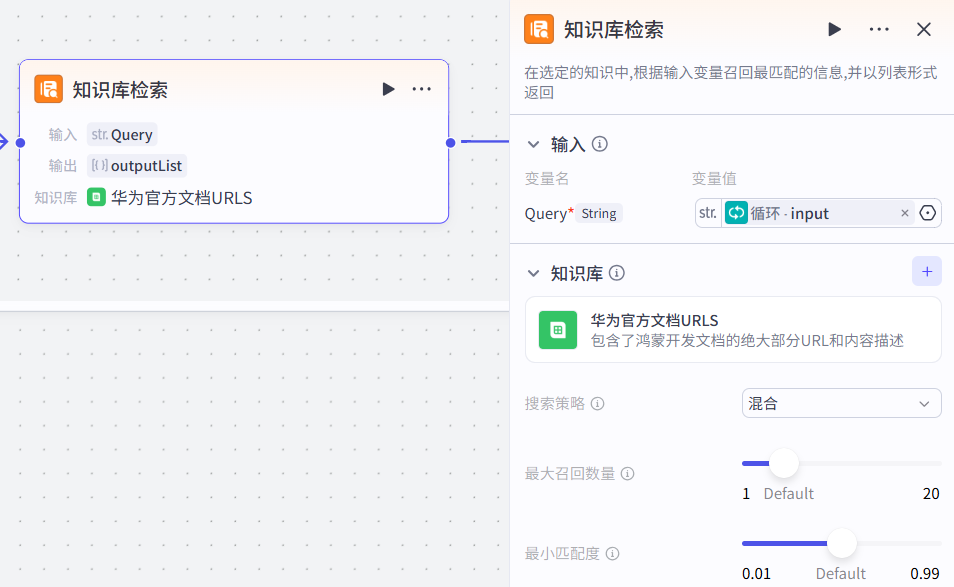 知识库检索
输入 str. Query
输出 [()] outputList
知识库 华为官方文档URLS
知识库检索
在选定的知识中,根据输入变量召回最匹配的信息,并以列表形式
返回
输入
变量名 变量值
Query* String str. 循环 · input
知识库
华为官方文档URLS
包含了鸿蒙开发文档的绝大部分URL和内容描述
搜索策略 混合
最大召回数量
1 Default 20
最小匹配度
0.01 Default 0.99